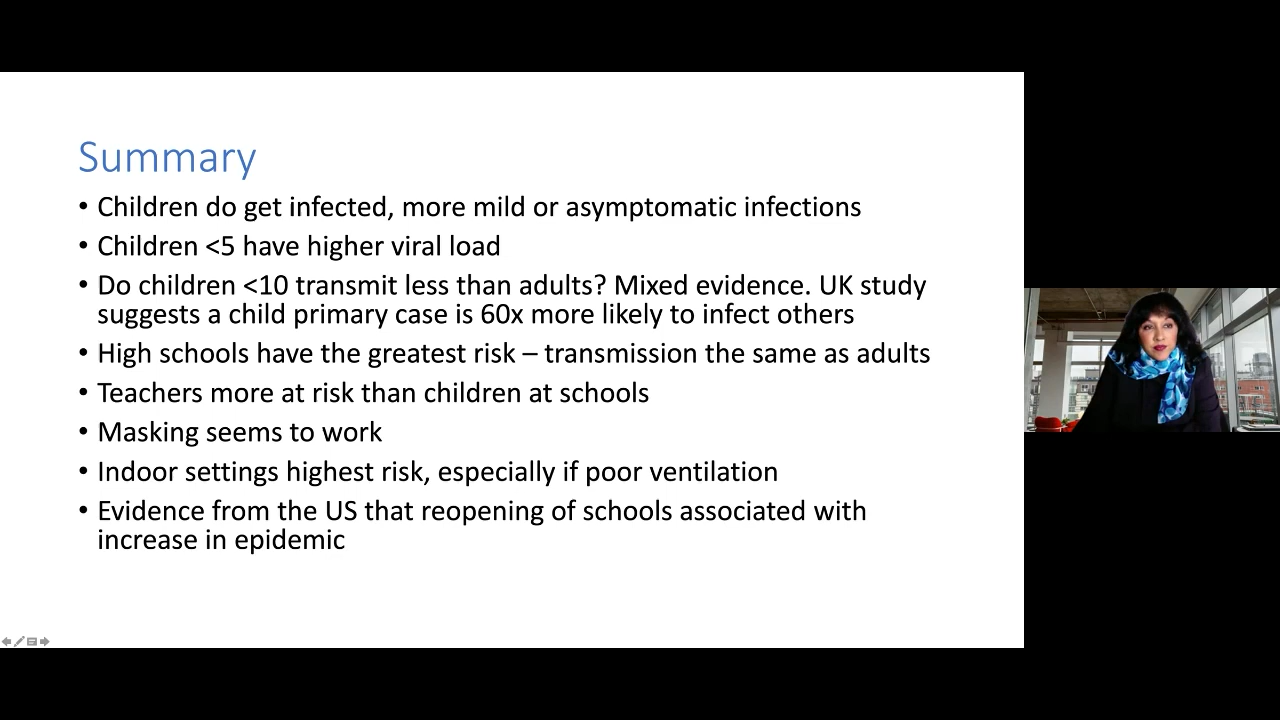 Summary
• Children do get infected, more mild or asymptomatic infections
• Children <5 have higher viral load
• Do children <10 transmit less than adults? Mixed evidence. UK study
suggests a child primary case is 60x more likely to infect others
• High schools have the greatest risk – transmission the same as adults
• Teachers more at risk than children at schools
• Masking seems to work
• Indoor settings highest risk, especially if poor ventilation
• Evidence from the US that reopening of schools associated with
increase in epidemic